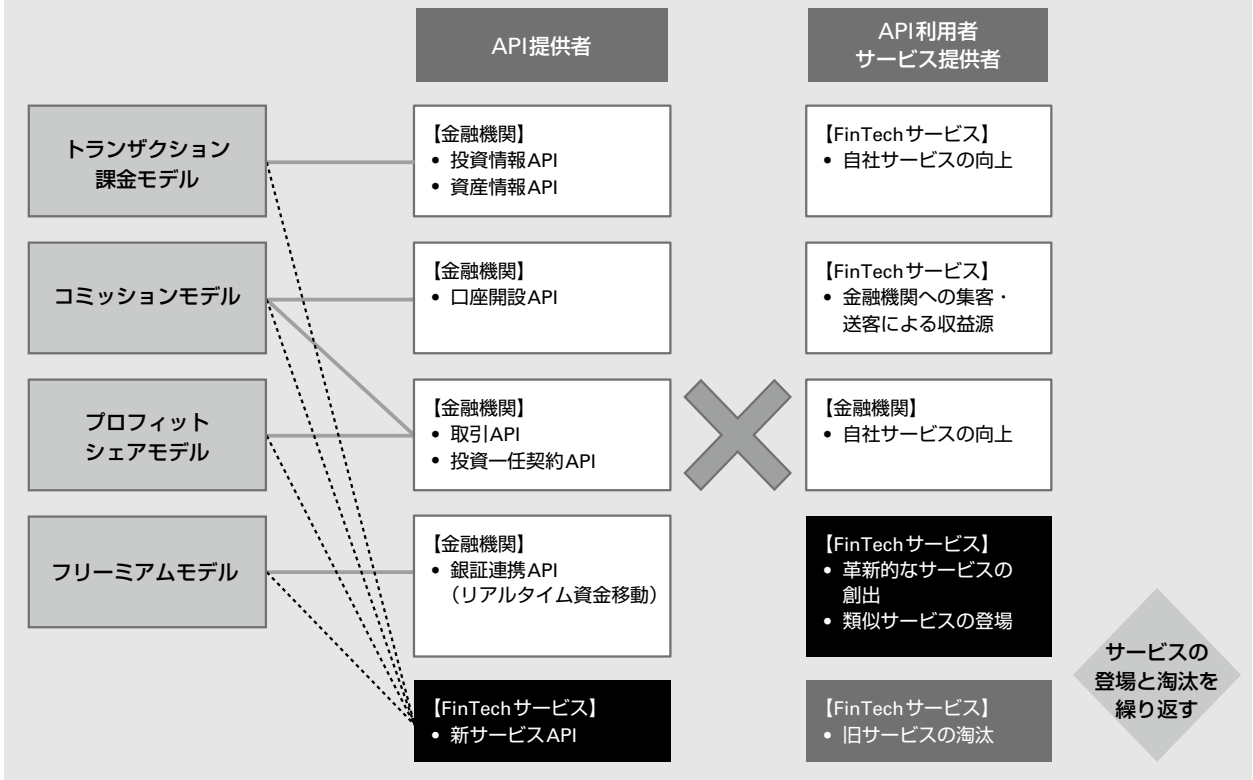 API提供者
API利用者
サービス提供者
トランザクション
課金モデル
コミッションモデル
プロフィット
シェアモデル
フリーミアムモデル
【金融機関】
• 投資情報API
• 資産情報API
【金融機関】
• 口座開設API
【金融機関】
• 取引API
• 投資一任契約API
【金融機関】
• 銀証連携API
（リアルタイム資金移動）
【FinTechサービス】
• 新サービスAPI
【FinTechサービス】
• 自社サービスの向上
【FinTechサービス】
• 金融機関への集客・
送客による収益源
【金融機関】
• 自社サービスの向上
【FinTechサービス】
• 革新的なサービスの
創出
• 類似サービスの登場
【FinTechサービス】
• 旧サービスの淘汰
サービスの
登場と淘汰を
繰り返す